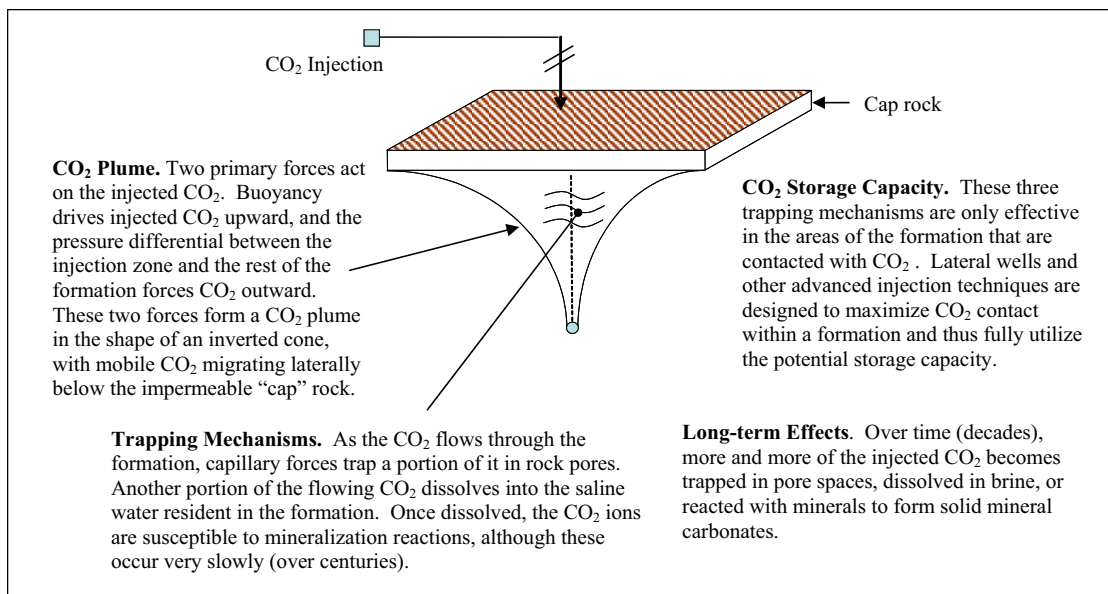 CO₂ Injection
Cap rock
CO₂ Plume. Two primary forces act
on the injected CO₂. Buoyancy
drives injected CO₂ upward, and the
pressure differential between the
injection zone and the rest of the
formation forces CO₂ outward.
These two forces form a CO₂ plume
in the shape of an inverted cone,
with mobile CO₂ migrating laterally
below the impermeable “cap” rock.
CO₂ Storage Capacity. These three
trapping mechanisms are only effective
in the areas of the formation that are
contacted with CO₂ . Lateral wells and
other advanced injection techniques are
designed to maximize CO₂ contact
within a formation and thus fully utilize
the potential storage capacity.
Trapping Mechanisms. As the CO₂ flows through the
formation, capillary forces trap a portion of it in rock pores.
Another portion of the flowing CO₂ dissolves into the saline
water resident in the formation. Once dissolved, the CO₂ ions
are susceptible to mineralization reactions, although these
occur very slowly (over centuries).
Long-term Effects. Over time (decades),
more and more of the injected CO₂ becomes
trapped in pore spaces, dissolved in brine, or
reacted with minerals to form solid mineral
carbonates.